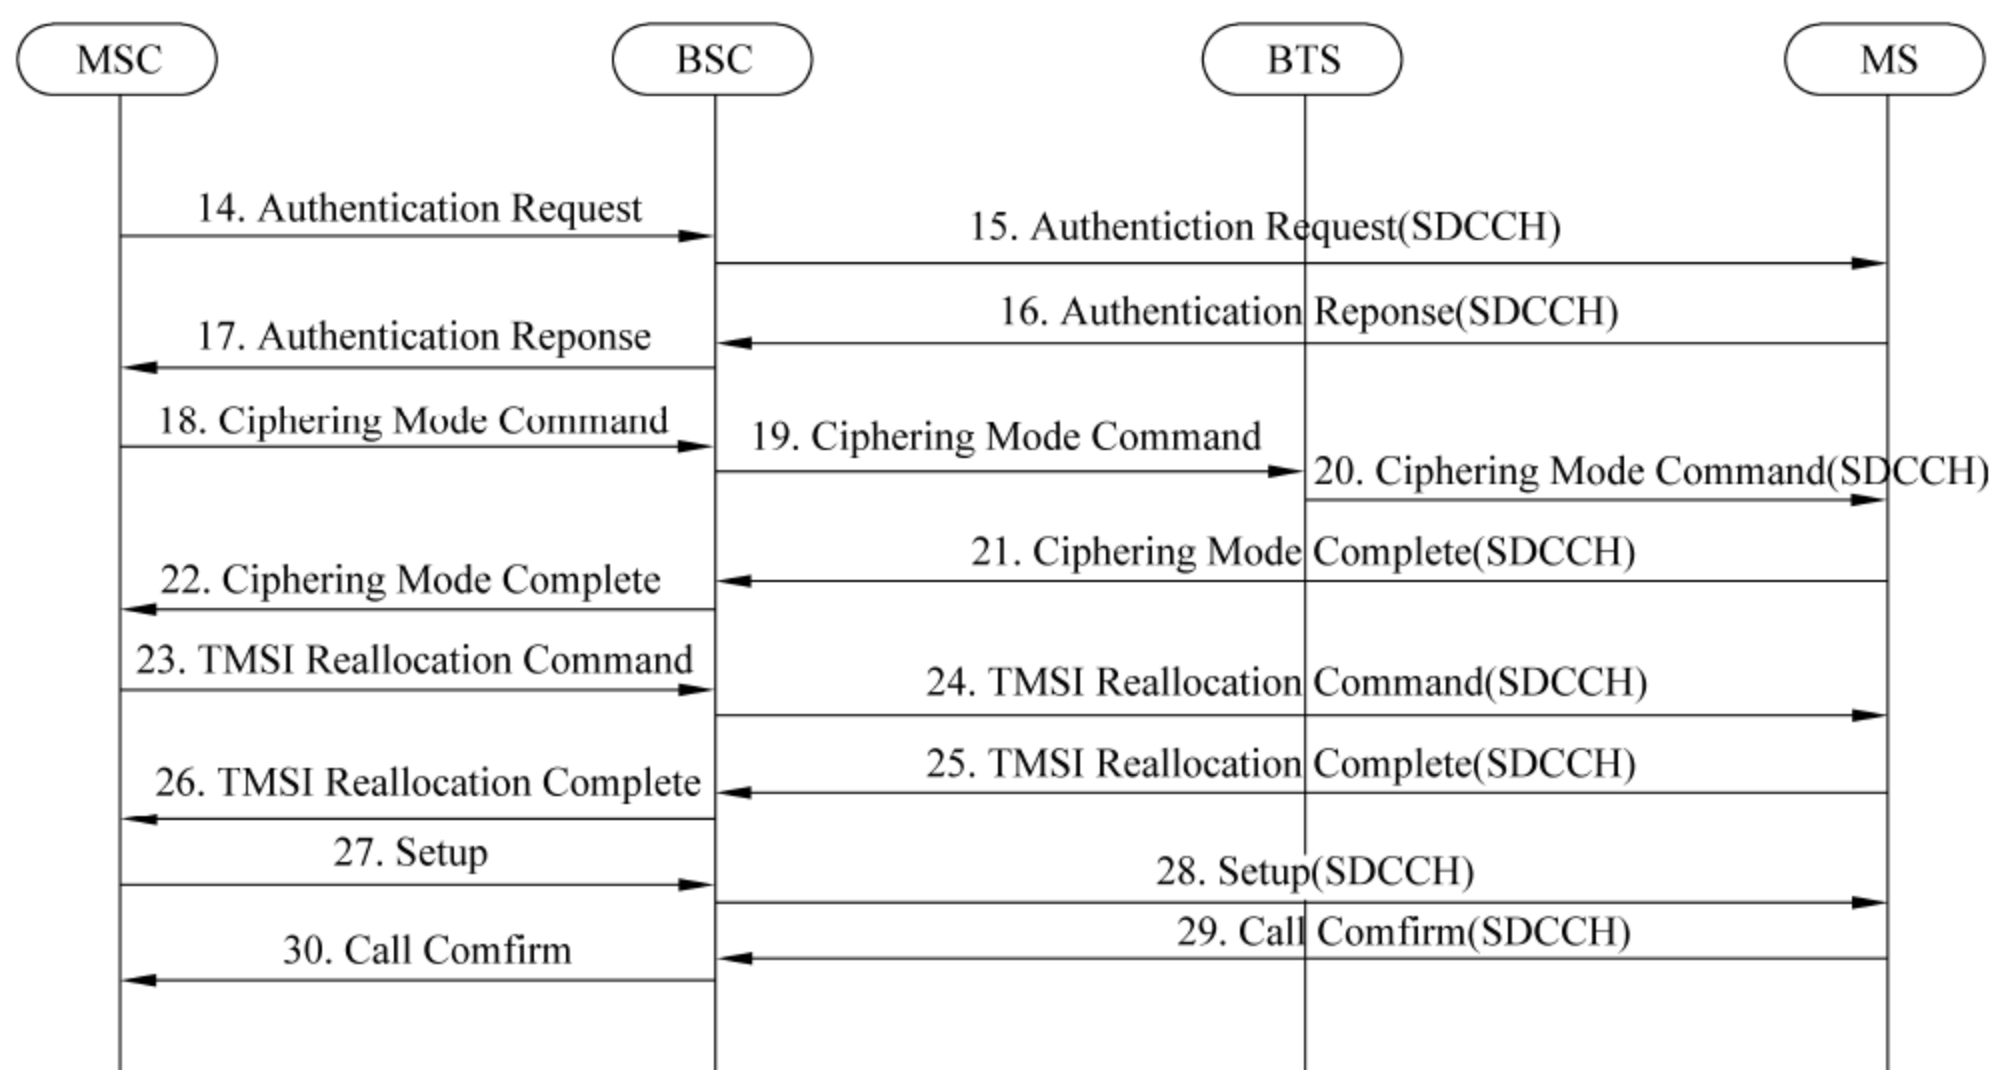 MSC
BSC
BTS
MS
14. Authentication Request
15. Authentiction Request(SDCCH)
16. Authentication Reponse(SDCCH)
17. Authentication Reponse
18. Ciphering Mode Command
19. Ciphering Mode Command
20. Ciphering Mode Command(SDCCH)
21. Ciphering Mode Complete(SDCCH)
22. Ciphering Mode Complete
23. TMSI Reallocation Command
24. TMSI Reallocation Command(SDCCH)
25. TMSI Reallocation Complete(SDCCH)
26. TMSI Reallocation Complete
27. Setup
28. Setup(SDCCH)
29. Call Comfirm(SDCCH)
30. Call Comfirm